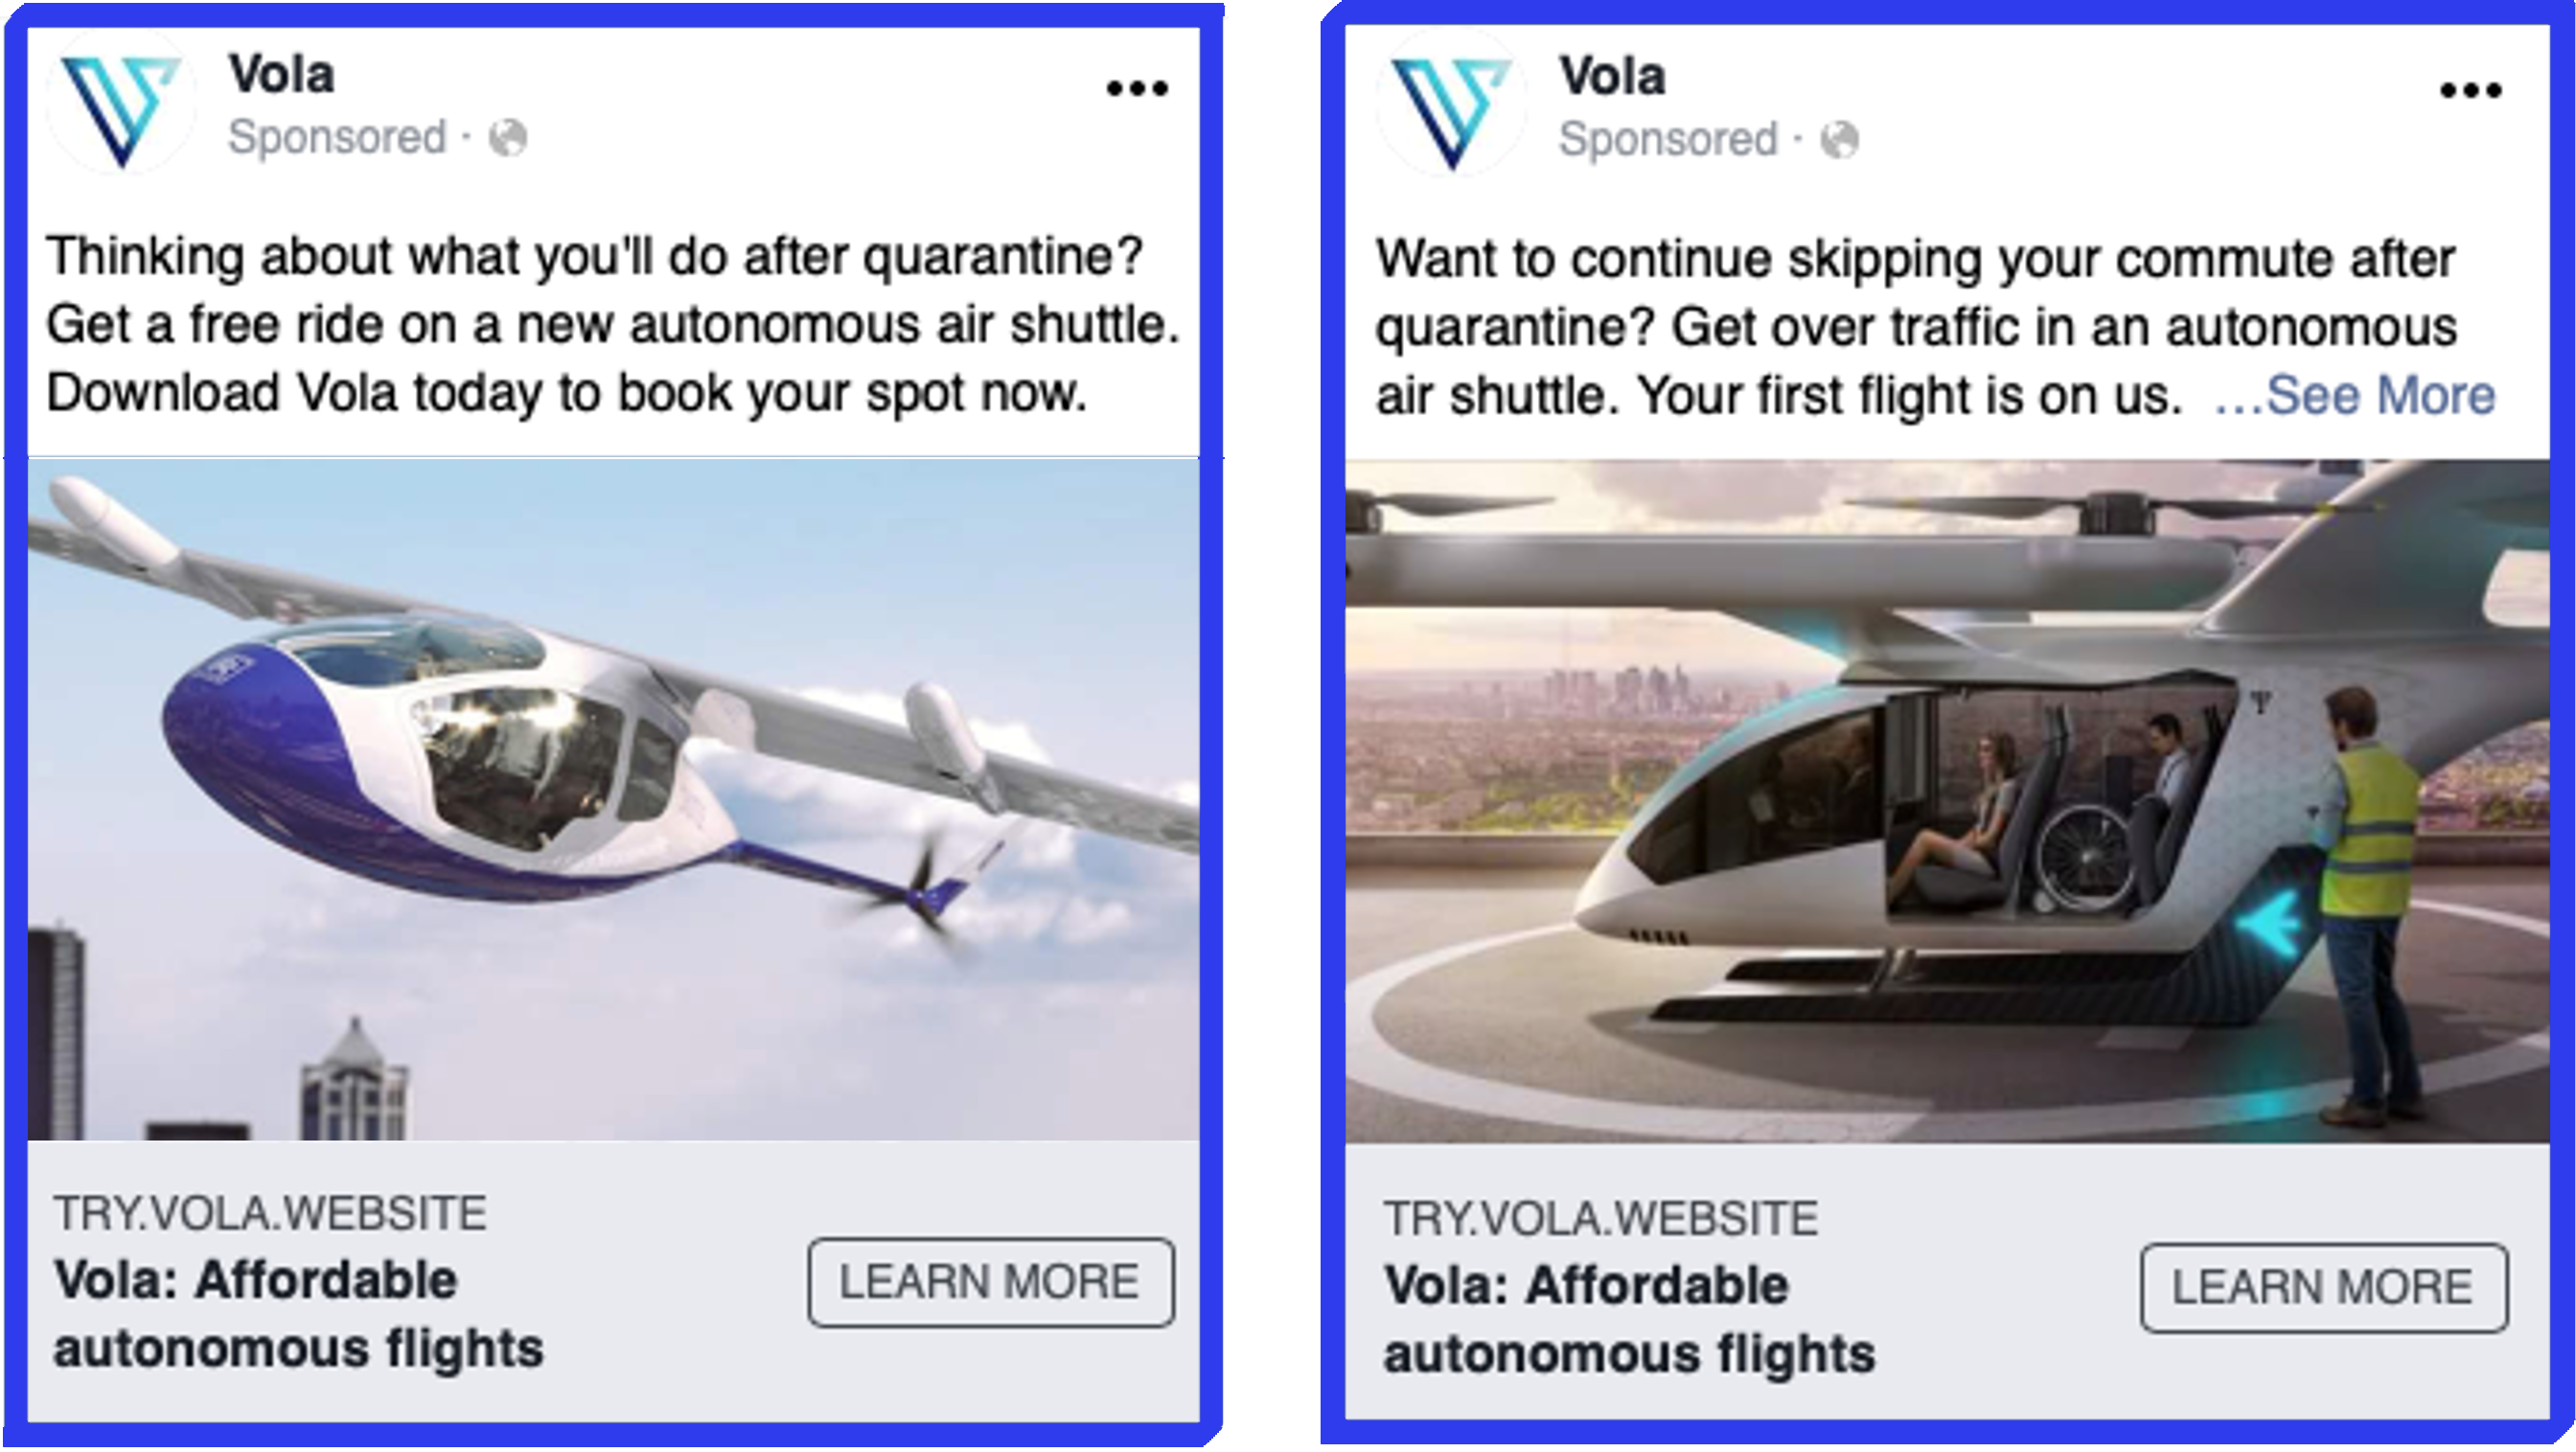 Vola
Sponsored ·
Thinking about what you'll do after quarantine?
Get a free ride on a new autonomous air shuttle.
Download Vola today to book your spot now.
TRY.VOLA.WEBSITE
Vola: Affordable
autonomous flights
LEARN MORE
Vola
Sponsored ·
Want to continue skipping your commute after
quarantine? Get over traffic in an autonomous
air shuttle. Your first flight is on us. ...See More
TRY.VOLA.WEBSITE
Vola: Affordable
autonomous flights
LEARN MORE